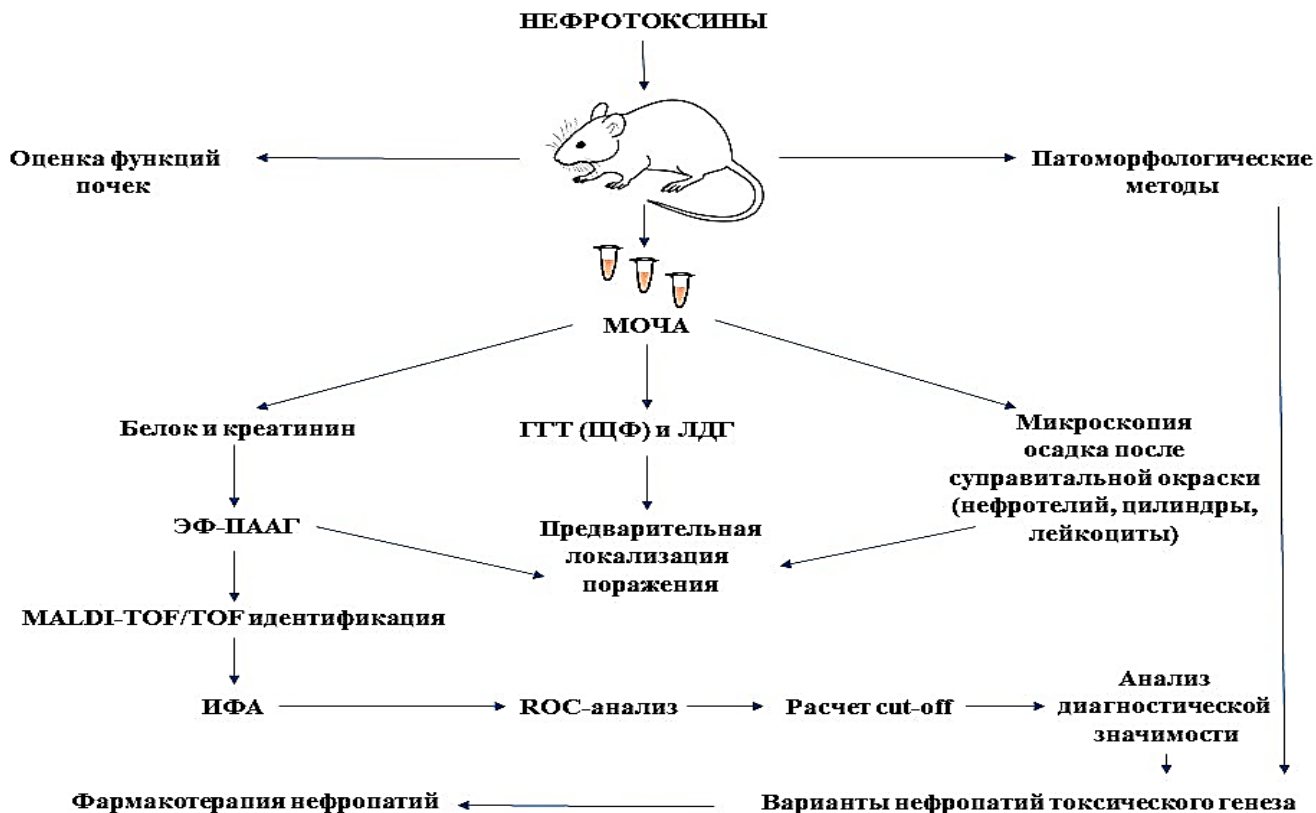 НЕФРОТОКСИНЫ
Оценка функций
почек
Патоморфологические
методы
МОЧА
Белок и креатинин
ГГТ (ЩФ) и ЛДГ
Микроскопия
осадка после
суправитальной окраски
(нефротелий, цилиндры,
лейкоциты)
ЭФ-ПААГ
Предварительная
локализация
поражения
MALDI-TOF/TOF идентификация
ИФА
ROC-анализ
Расчет cut-off
Анализ
диагностической
значимости
Фармакотерапия нефропатий
Варианты нефропатий токсического генеза